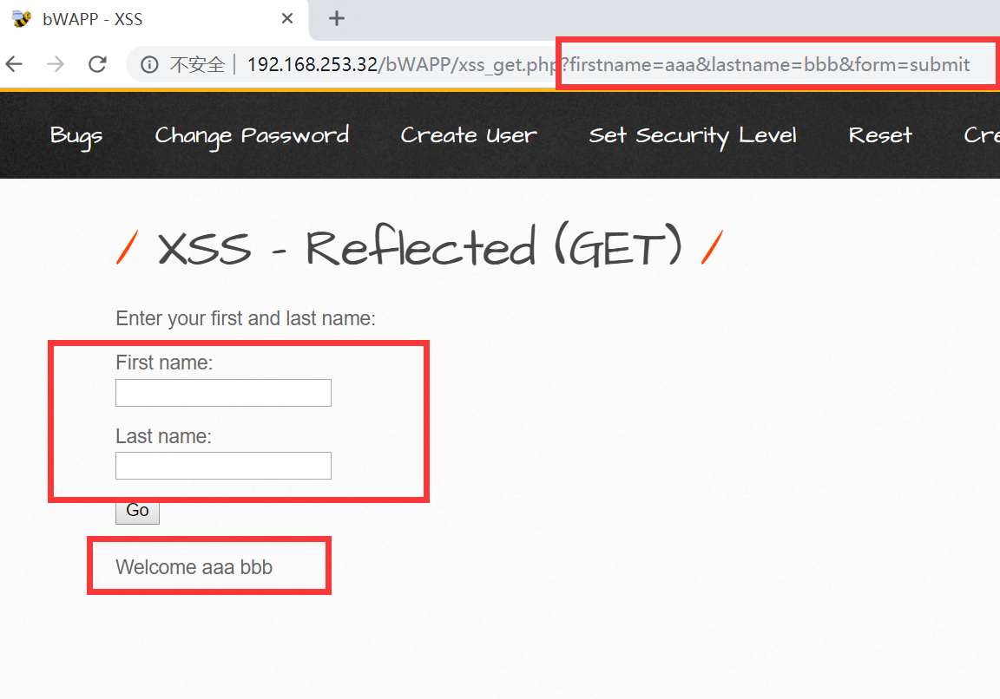 bWAPP - XSS
不安全 192.168.253.32/bWAPP/xss_get.php?firstname=aaa&lastname=bbb&form=submit
Bugs Change Password Create User Set Security Level Reset Cre
/ XSS - Reflected (GET) /
Enter your first and last name:
First name:
Last name:
Go
Welcome aaa bbb